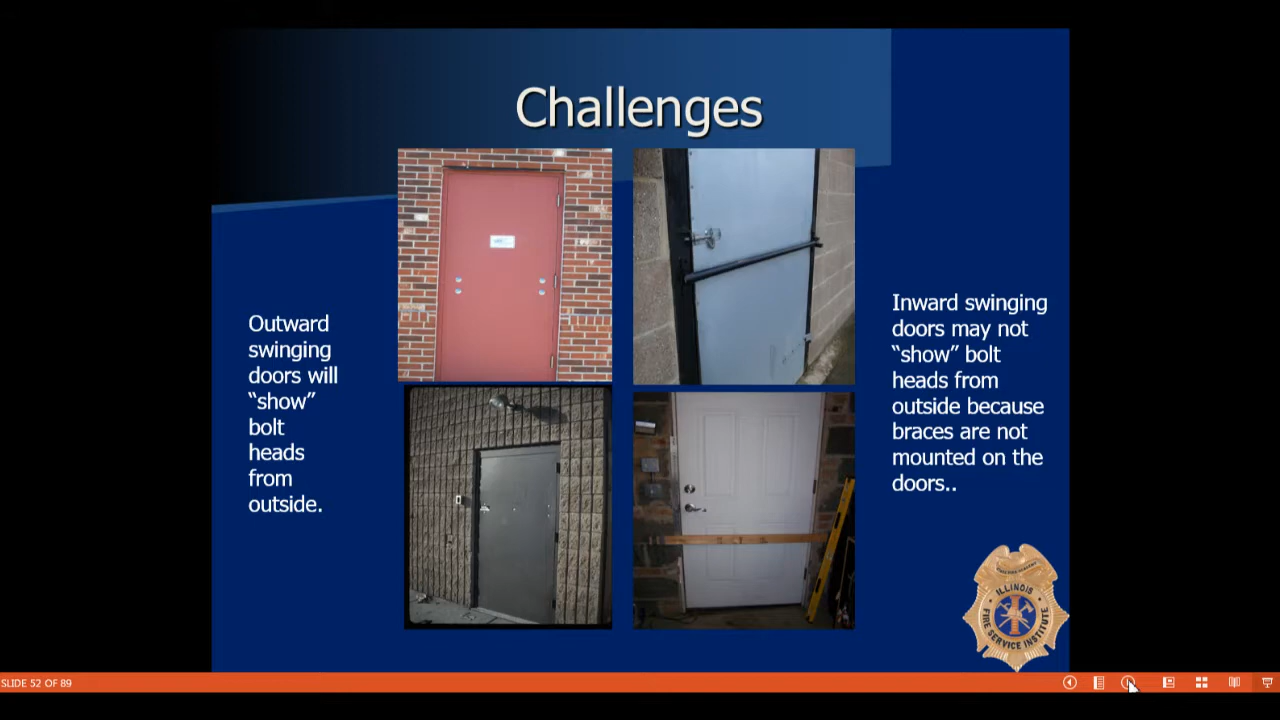 Challenges
Outward
swinging
doors will
“show”
bolt
heads
from
outside.
Inward swinging
doors may not
“show” bolt
heads from
outside because
braces are not
mounted on the
doors..
ILLINOIS
FIRE SERVICE INSTITUTE
SLIDE 52 OF 89